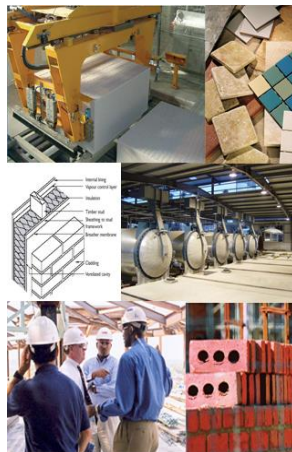 Internal lining
Vapour control layer
Insulation
Timber stud
Sheathing to stud
framework
Breather membrane
Cladding
Ventilated cavity